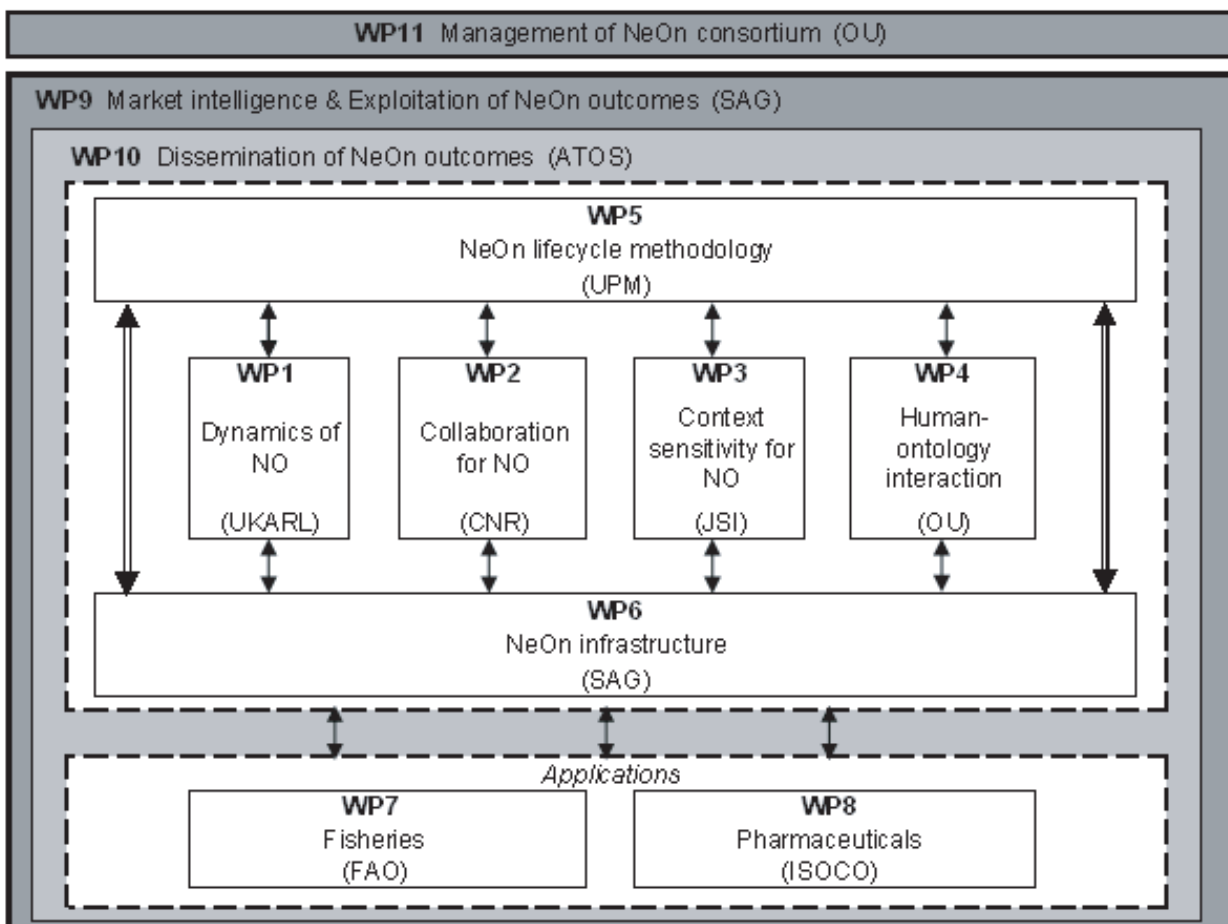 WP11 Management of NeOn consortium (OU)
WP9 Market intelligence & Exploitation of NeOn outcomes (SAG)
WP10 Dissemination of NeOn outcomes (ATOS)
WP5
NeOn lifecycle methodology
(UPM)
WP1
Dynamics of
NO
(UKARL)
WP2
Collaboration
for NO
(CNR)
WP3
Context
sensitivity for
NO
(JSI)
WP4
Human-
ontology
interaction
(OU)
WP6
NeOn infrastructure
(SAG)
Applications
WP7
Fisheries
(FAO)
WP8
Pharmaceuticals
(ISOCO)